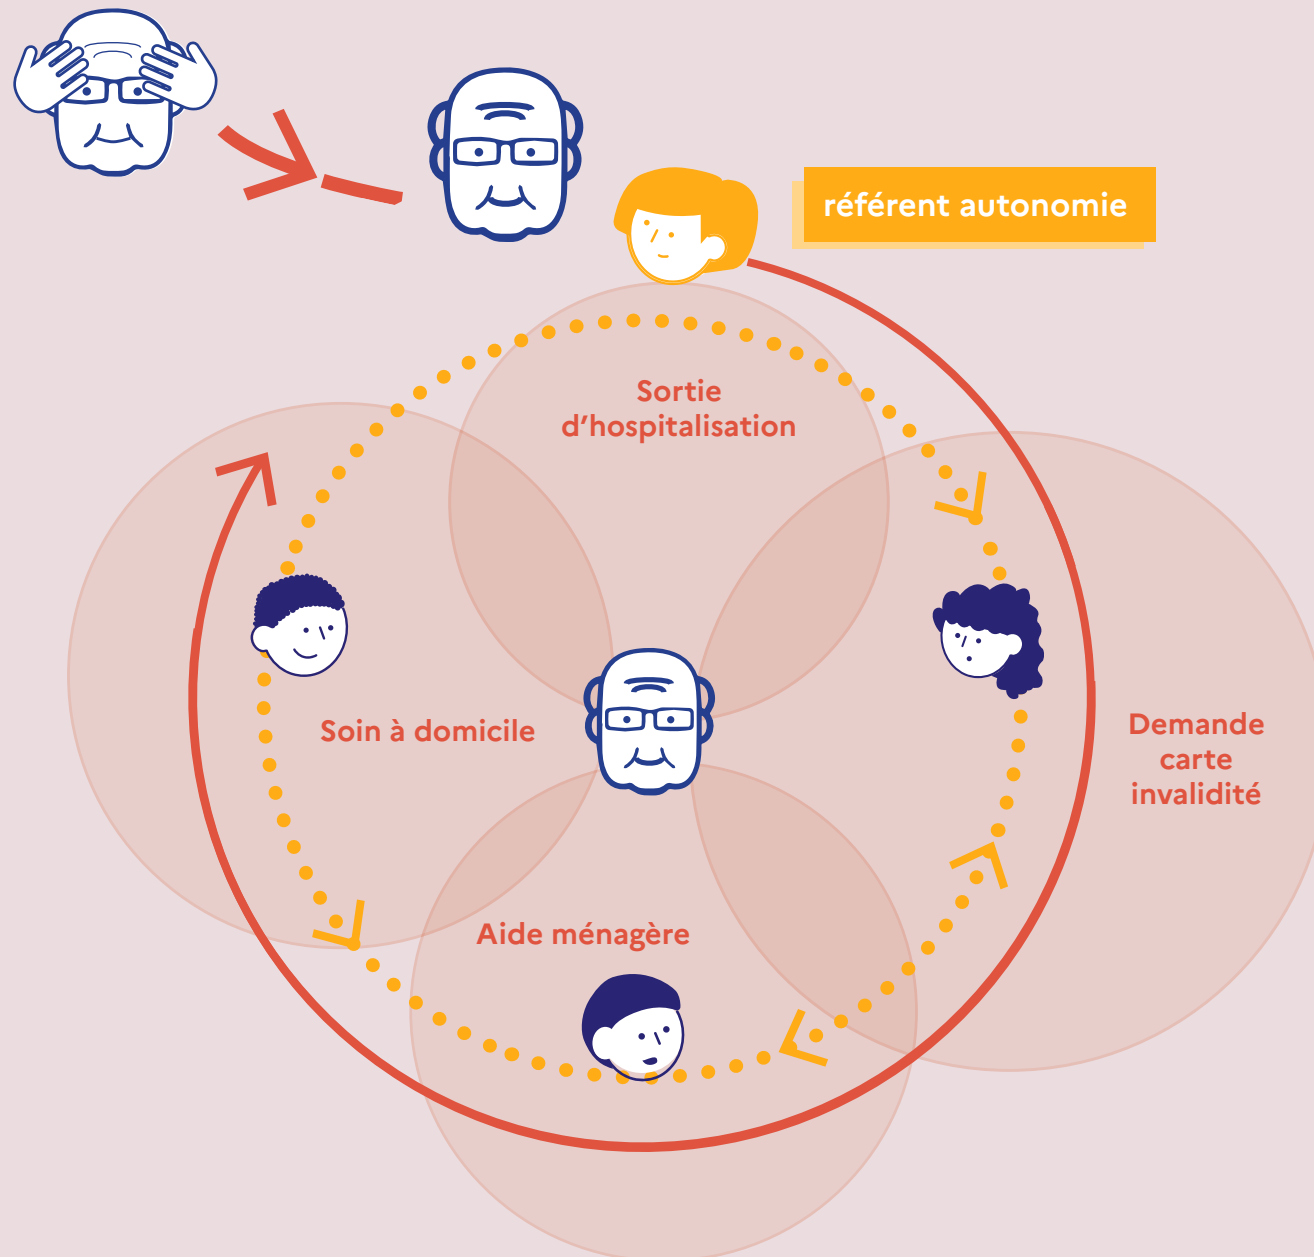 référent autonomie
Sortie
d'hospitalisation
Soin à domicile
Demande
carte
invalidité
Aide ménagère